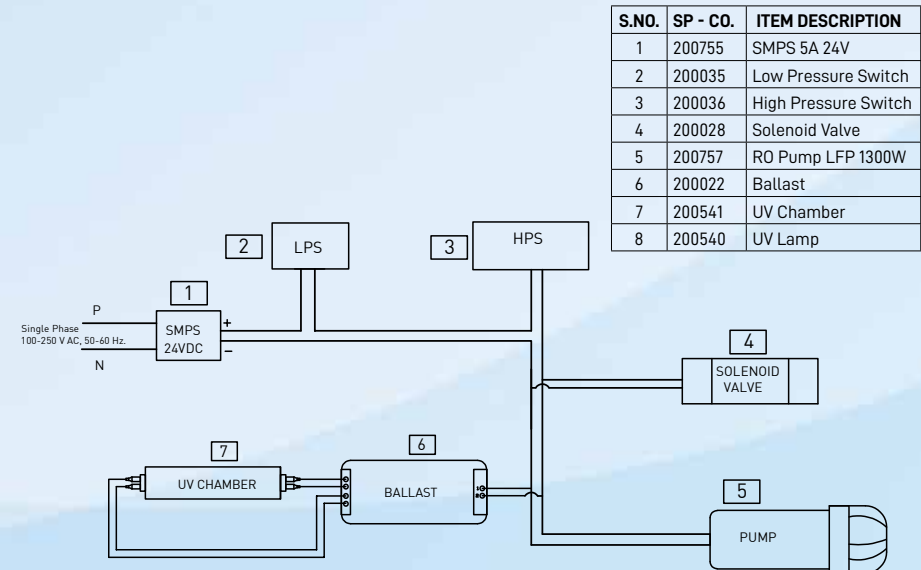 S.NO. SP - CO. ITEM DESCRIPTION
1 200755 SMPS 5A 24V
2 200035 Low Pressure Switch
3 200036 High Pressure Switch
4 200028 Solenoid Valve
5 200757 RO Pump LFP 1300W
6 200022 Ballast
7 200541 UV Chamber
8 200540 UV Lamp
2
LPS
3
HPS
1
P
Single Phase
100-250 V AC, 50-60 Hz.
N
SMPS
24VDC
+
–
4
SOLENOID
VALVE
7
UV CHAMBER
6
BALLAST
5
PUMP